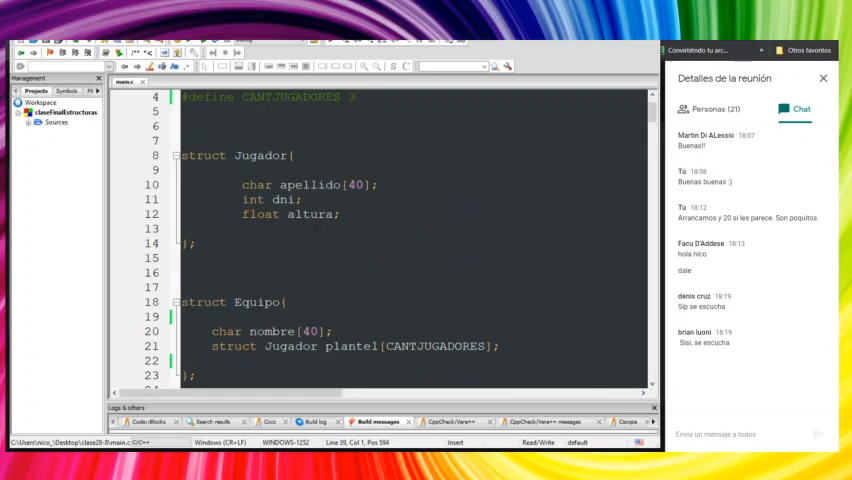 Management
Projects
Symbols
Fil
Workspace
claseFinalEstructuras
Sources
main.c
4 #define CANTJUGADORES 3
5
6
7
8 struct Jugador{
9
10 char apellido[40];
11 int dni;
12 float altura;
13
14 };
15
16
17
18 struct Equipo{
19
20 char nombre[40];
21 struct Jugador plantel[CANTJUGADORES];
22
23 };
Logs & others
Code::Blocks
Search results
Cccc
Build log
Build messages
CppCheck/Vera++
CppCheck/Vera++ messages
Cscope
C:\Users\nico_\Desktop\clase28-8\main.c
C/C++
Windows (CR+LF)
WINDOWS-1252
Line 39, Col 1, Pos 594
Insert
Read/Write
default
Convirtiéndo tu arc...
»
Otros favoritos
Detalles de la reunión
Personas (21)
Chat
Martin Di ALessio 18:07
Buenas!!
Tú 18:08
Buenas buenas :)
Tú 18:12
Arrancamos y 20 si les parece. Son poquitos.
Facu D'Addese 18:13
hola nico
dale
denis cruz 18:19
Sip se escucha
brian luoni 18:19
Sisi, se escucha
Envía un mensaje a todos